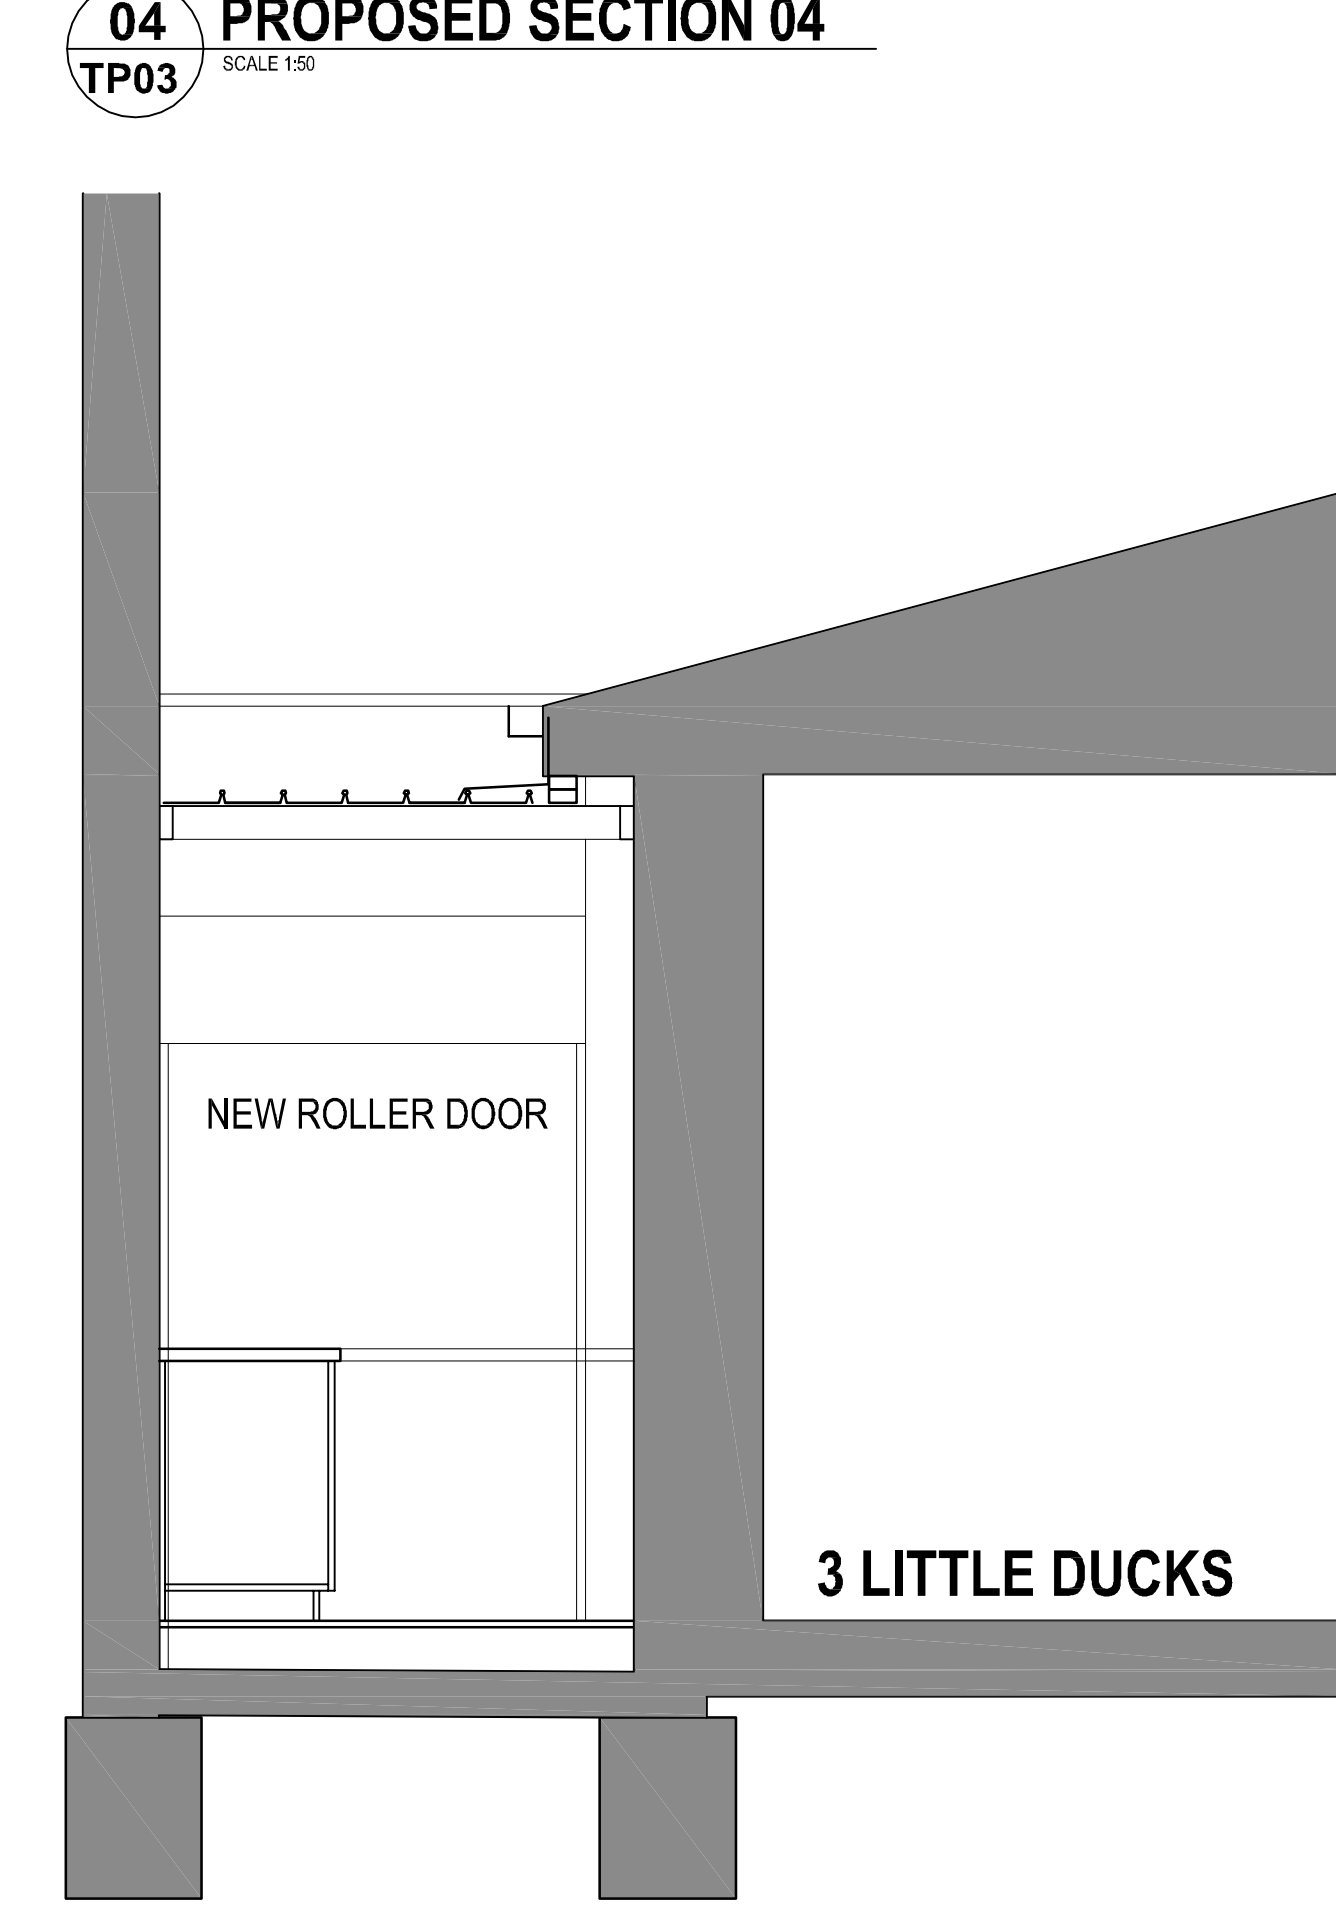 04
PROPOSED SECTION 04
TP03
SCALE 1:50
NEW ROLLER DOOR
3 LITTLE DUCKS